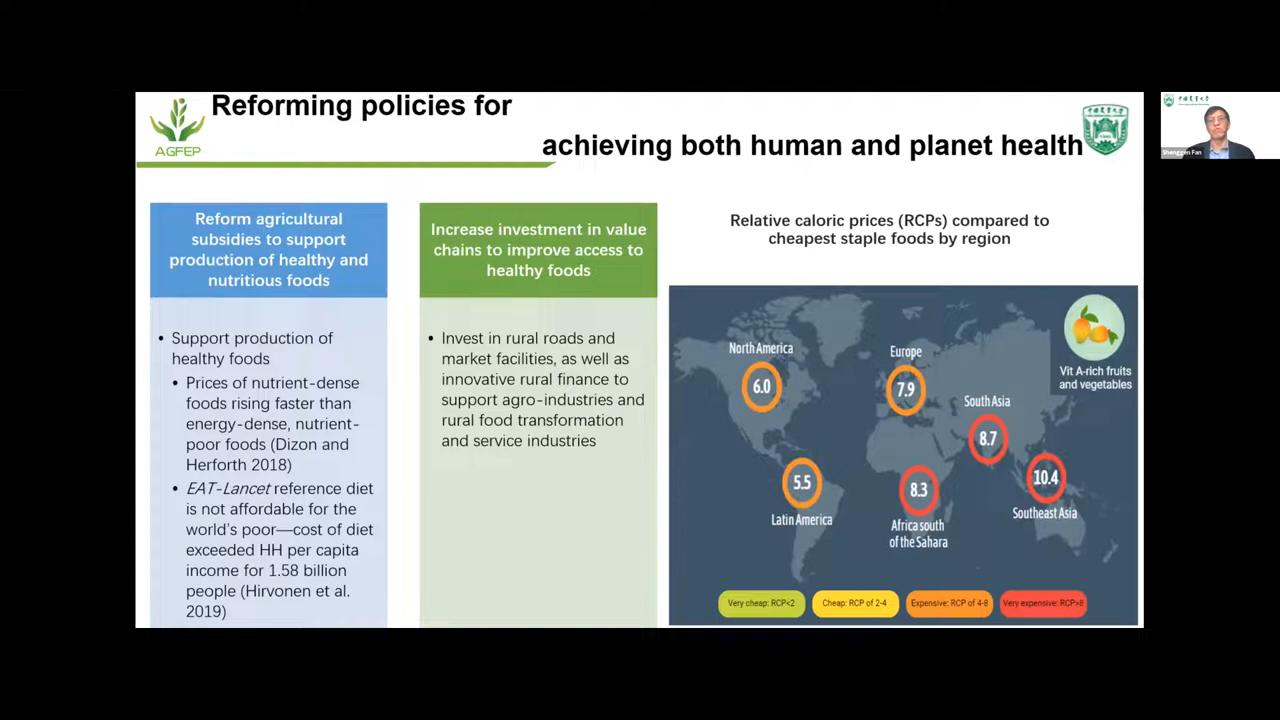 Reforming policies for
achieving both human and planet health
AGFEP
Reform agricultural
subsidies to support
production of healthy and
nutritious foods
• Support production of
healthy foods
• Prices of nutrient-dense
foods rising faster than
energy-dense, nutrient-
poor foods (Dizon and
Herforth 2018)
• EAT-Lancet reference diet
is not affordable for the
world's poor—cost of diet
exceeded HH per capita
income for 1.58 billion
people (Hirvonen et al.
2019)
Increase investment in value
chains to improve access to
healthy foods
• Invest in rural roads and
market facilities, as well as
innovative rural finance to
support agro-industries and
rural food transformation
and service industries
Relative caloric prices (RCPs) compared to
cheapest staple foods by region
Vit A-rich fruits
and vegetables
North America
6.0
Europe
7.9
South Asia
8.7
10.4
Southeast Asia
5.5
Latin America
8.3
Africa south
of the Sahara
Very cheap: RCP<2
Cheap: RCP of 2-4
Expensive: RCP of 4-8
Very expensive: RCP>8
中国农业大学
Shenggen Fan